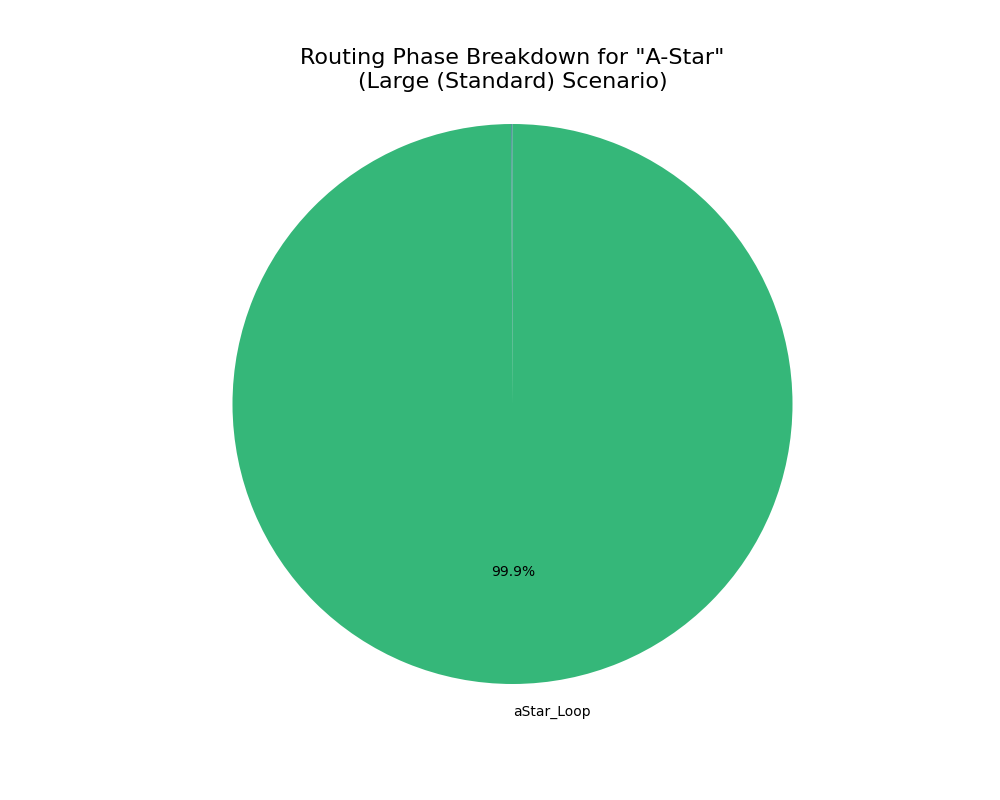 Routing Phase Breakdown for "A-Star"
(Large (Standard) Scenario)
99.9%
aStar_Loop